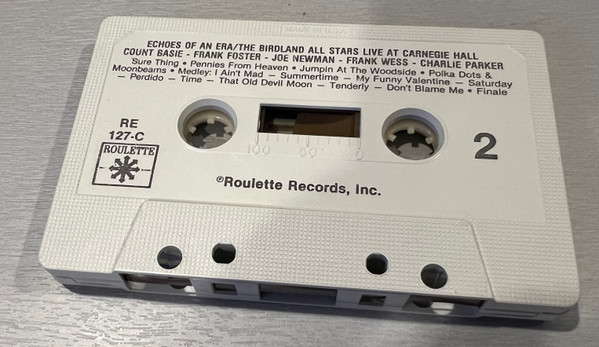 MADE IN U.S.A.
ECHOES OF AN ERA/THE BIRDLAND ALL STARS LIVE AT CARNEGIE HALL
COUNT BASIE - FRANK FOSTER - JOE NEWMAN - FRANK WESS - CHARLIE PARKER
Sure Thing • Pennies From Heaven • Jumpin At The Woodside • Polka Dots &
Moonbeams • Medley: I Ain't Mad — Summertime — My Funny Valentine — Saturday
— Perdido — Time — That Old Devil Moon — Tenderly — Don't Blame Me • Finale
RE
127-C
ROULETTE
100 50 0
2
℗Roulette Records, Inc.